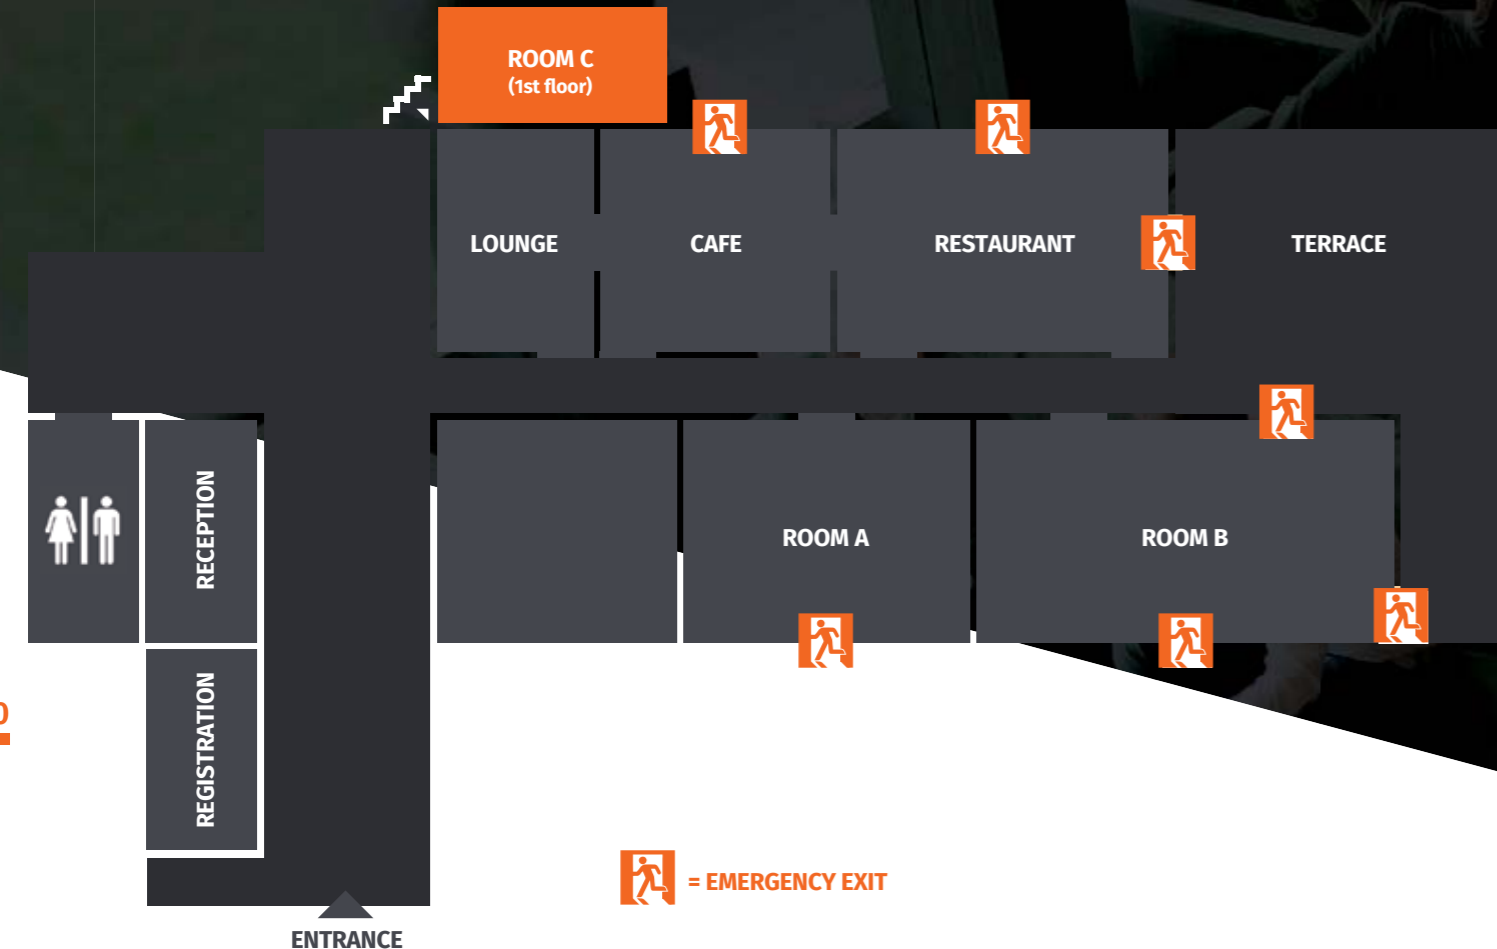 ROOM C
(1st floor)
LOUNGE
CAFE
RESTAURANT
TERRACE
RECEPTION
ROOM A
ROOM B
REGISTRATION
= EMERGENCY EXIT
ENTRANCE